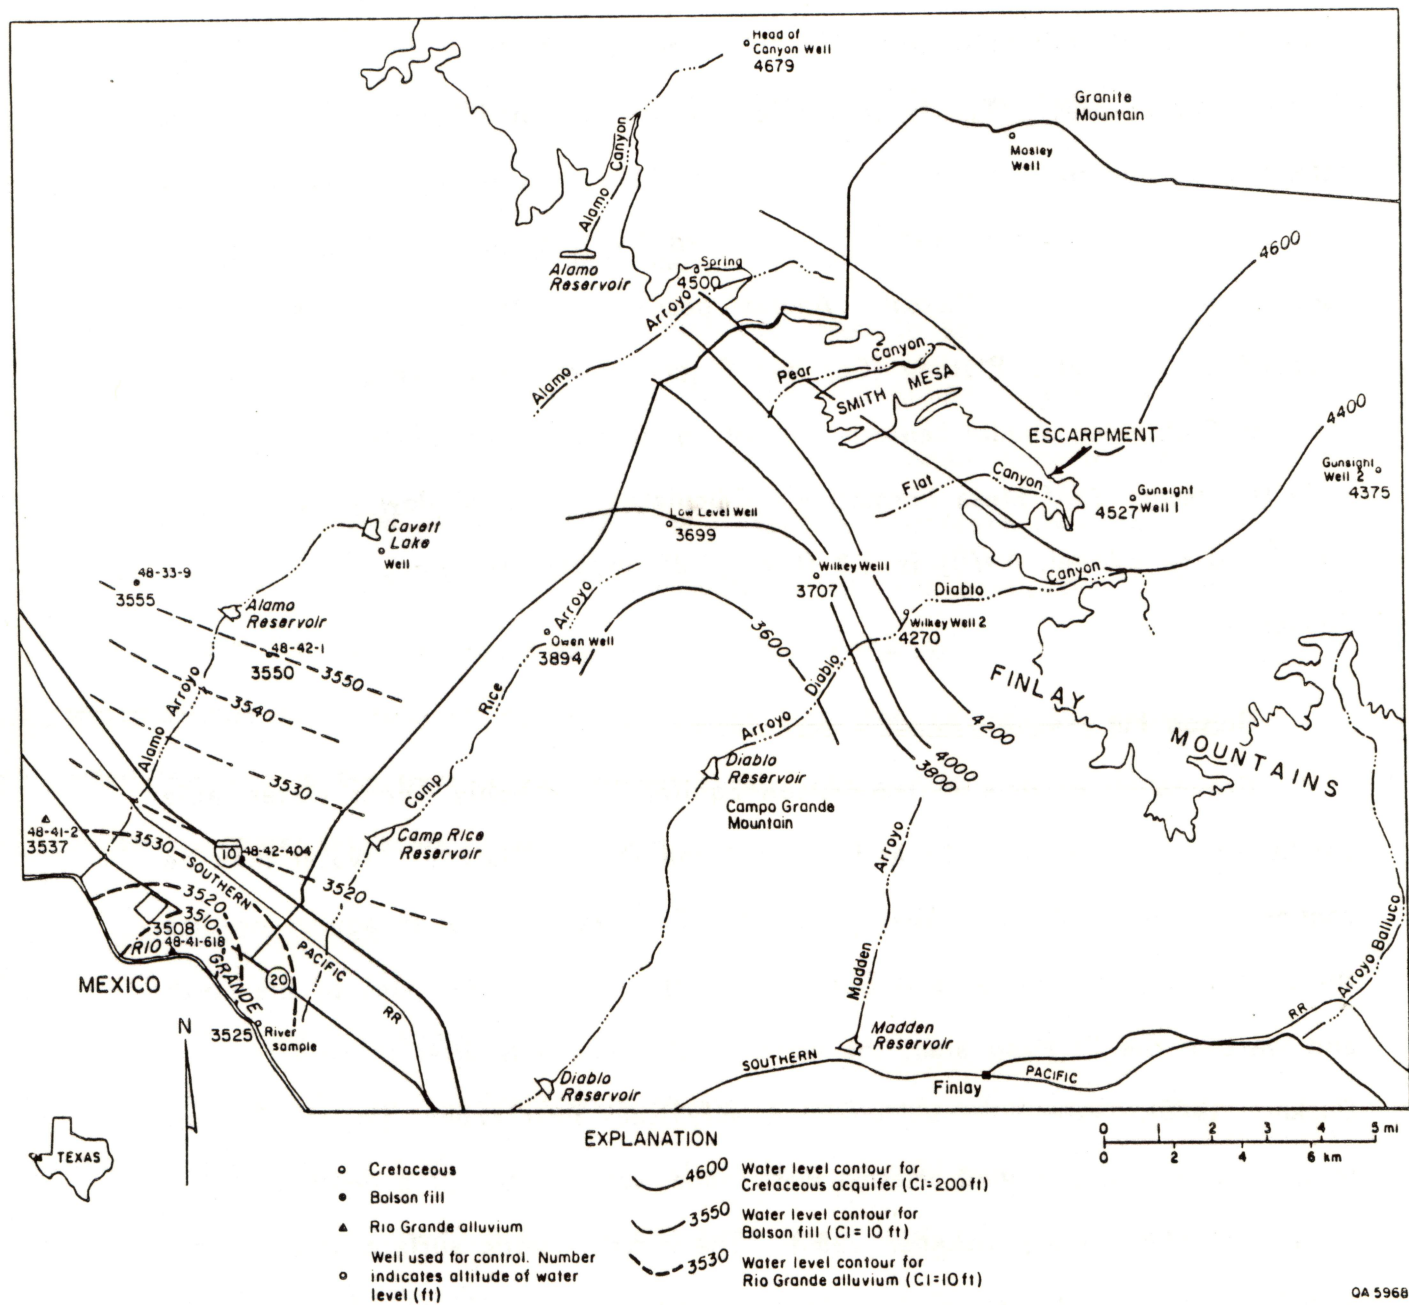 Head of
Canyon Well
4679
Granite
Mountain
Mosley
Well
Alamo Canyon
Alamo
Reservoir
Spring
4500
Alamo Arroyo
4600
Pear Canyon
SMITH MESA
4400
ESCARPMENT
Flat Canyon
Gunsight
Well 2
4375
Gunsight
Well 1
4527
Cavett
Lake
Well
Low Level Well
3699
48-33-9
3555
Wilkey Well 1
3707
Diablo Canyon
Alamo
Reservoir
Wilkey Well 2
4270
Owen Well
3894
48-42-1
3550
3550
3600
3540
Alamo Arroyo
Camp Rice Arroyo
Arroyo Diablo
FINLAY
MOUNTAINS
4200
4000
3800
3530
Diablo
Reservoir
Campo Grande
Mountain
48-41-2
3537
3530
10
48-42-404
Camp Rice
Reservoir
3520
SOUTHERN
PACIFIC
RR
3520
3510
3508
48-41-618
RIO
GRANDE
20
MEXICO
3525
River
sample
Madden Arroyo
Arroyo Balluco
Madden
Reservoir
SOUTHERN
PACIFIC
RR
Finlay
Diablo
Reservoir
N
TEXAS
0 1 2 3 4 5 mi
0 2 4 6 km
EXPLANATION
Cretaceous
Bolson fill
Rio Grande alluvium
Well used for control. Number
indicates altitude of water
level (ft)
4600
Water level contour for
Cretaceous acquifer (CI=200 ft)
3550
Water level contour for
Bolson fill (CI= 10 ft)
3530
Water level contour for
Rio Grande alluvium (CI=10 ft)
QA 5968